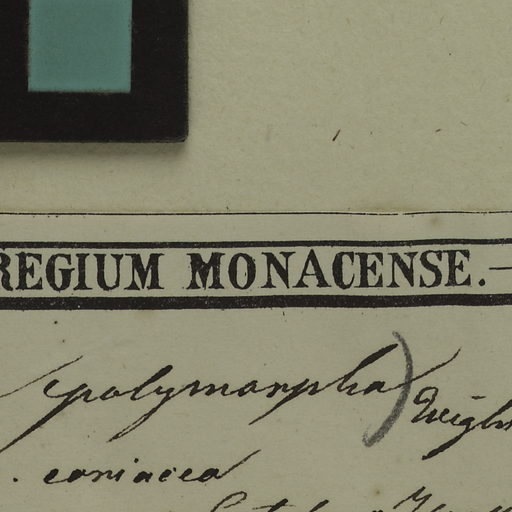 REGIUM MONACENSE.—
polymorpha)
. coriacea